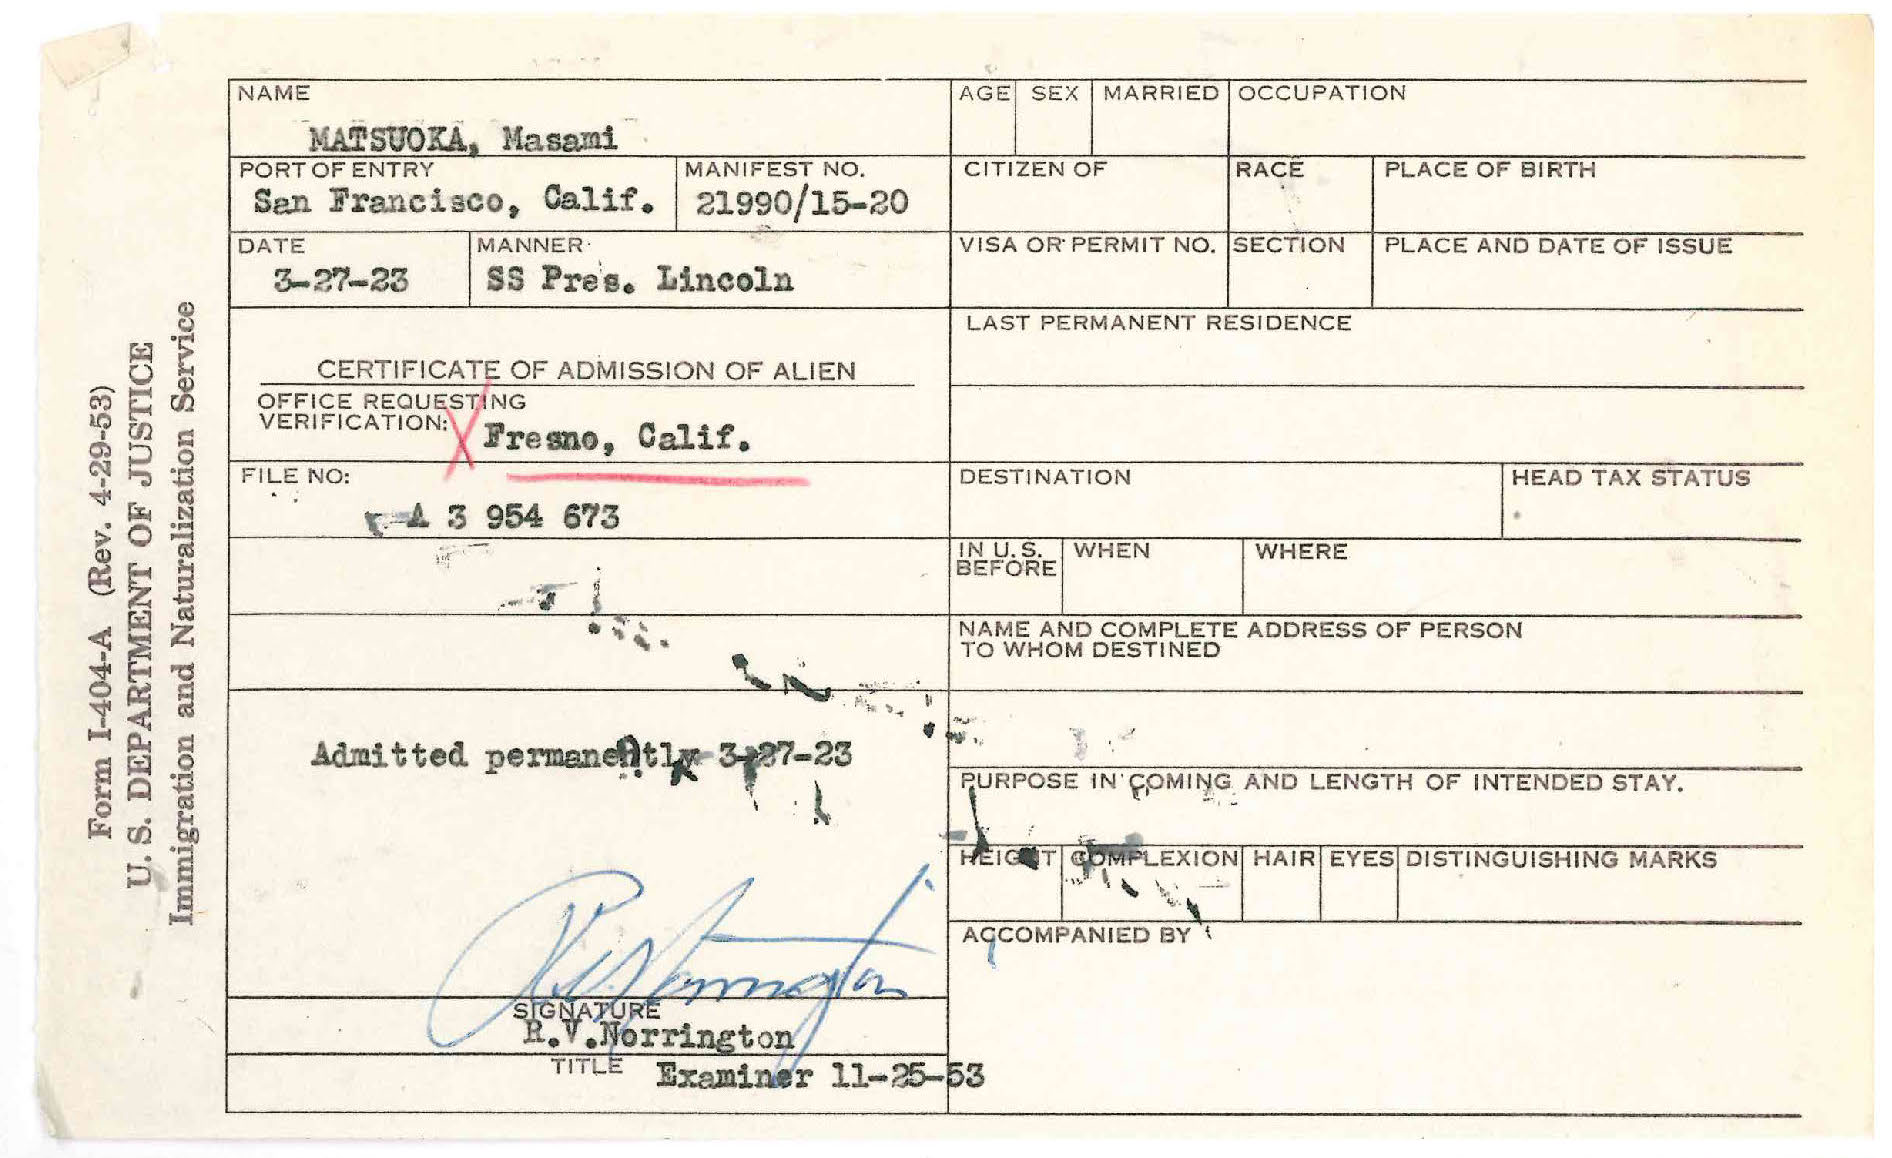 Form I-404-A (Rev. 4-29-53)
U. S. DEPARTMENT OF JUSTICE
Immigration and Naturalization Service
NAME
MATSUOKA, Masami
PORT OF ENTRY
San Francisco, Calif.
MANIFEST NO.
21990/15-20
DATE
3-27-23
MANNER
SS Pres. Lincoln
CERTIFICATE OF ADMISSION OF ALIEN
OFFICE REQUESTING
VERIFICATION:
X Fresno, Calif.
FILE NO:
A 3 954 673
Admitted permanently 3-27-23
R. V. Norrington
SIGNATURE
R.V.Norrington
TITLE
Examiner 11-25-53
AGE
SEX
MARRIED
OCCUPATION
CITIZEN OF
RACE
PLACE OF BIRTH
VISA OR PERMIT NO.
SECTION
PLACE AND DATE OF ISSUE
LAST PERMANENT RESIDENCE
DESTINATION
HEAD TAX STATUS
IN U.S.
BEFORE
WHEN
WHERE
NAME AND COMPLETE ADDRESS OF PERSON
TO WHOM DESTINED
PURPOSE IN COMING AND LENGTH OF INTENDED STAY.
HEIGHT
COMPLEXION
HAIR
EYES
DISTINGUISHING MARKS
ACCOMPANIED BY